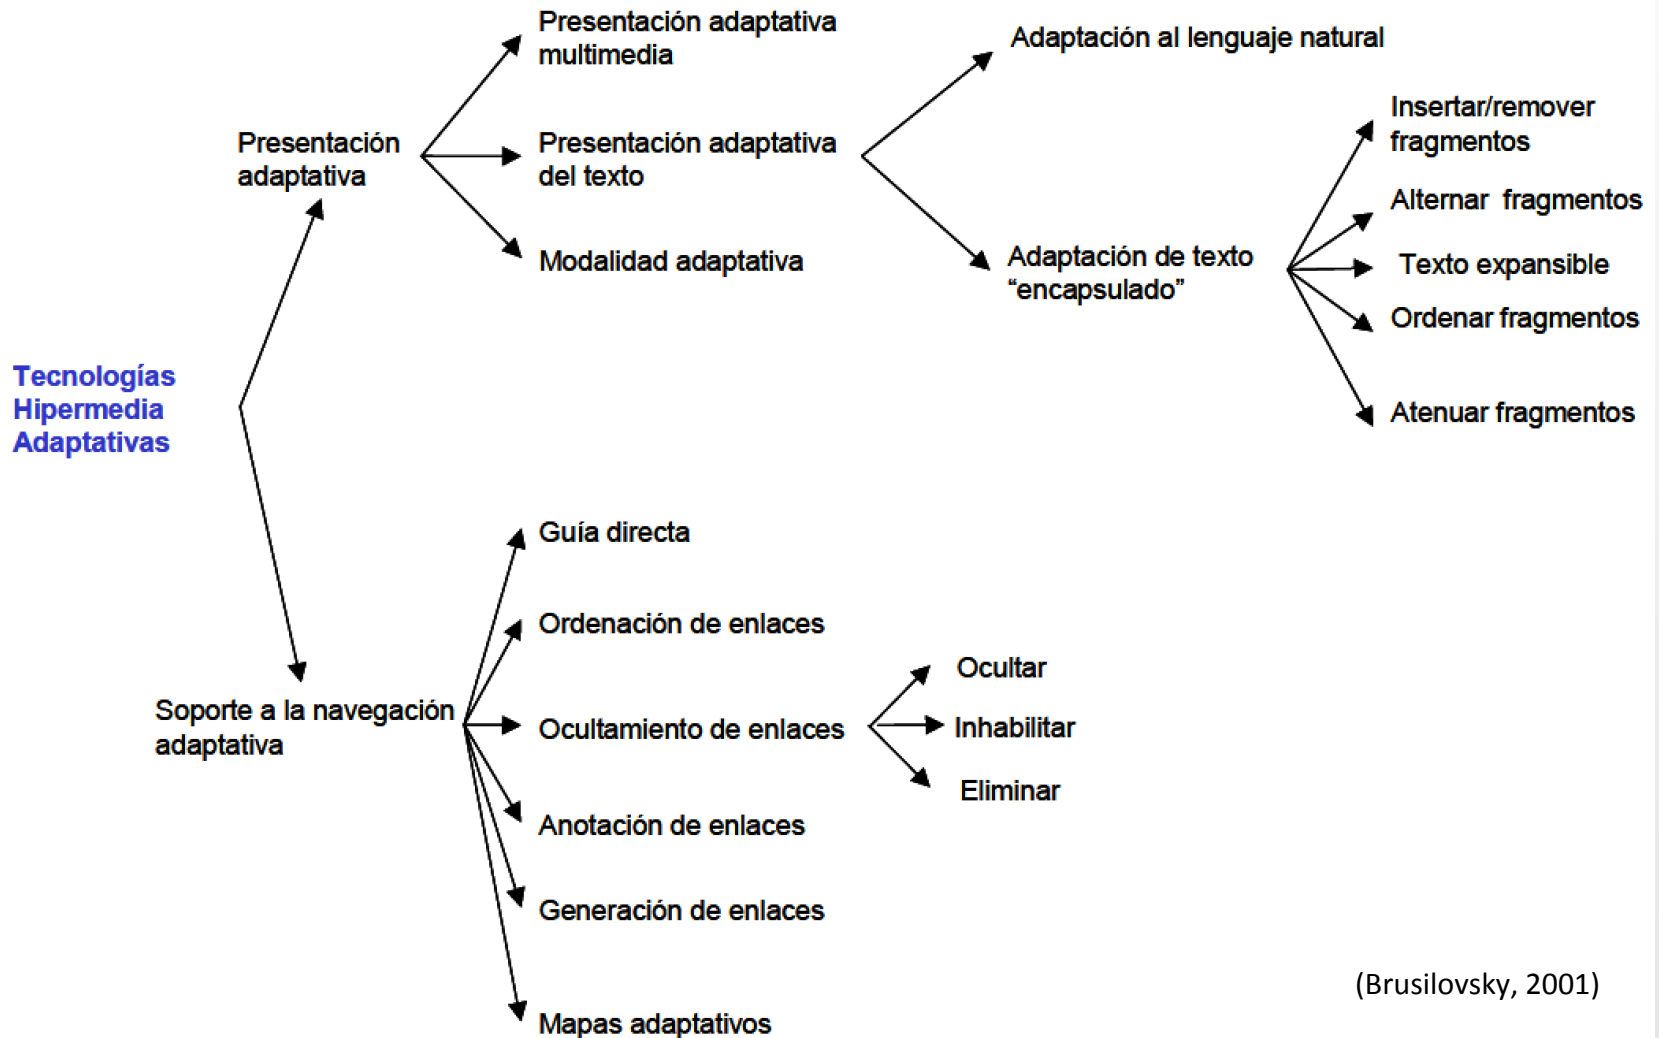 Presentación adaptativa
multimedia
Adaptación al lenguaje natural
Insertar/remover
fragmentos
Presentación
adaptativa
Presentación adaptativa
del texto
Alternar fragmentos
Modalidad adaptativa
Adaptación de texto
“encapsulado”
Texto expansible
Ordenar fragmentos
Atenuar fragmentos
Tecnologías
Hipermedia
Adaptativas
Guía directa
Ordenación de enlaces
Soporte a la navegación
adaptativa
Ocultamiento de enlaces
Ocultar
Inhabilitar
Eliminar
Anotación de enlaces
Generación de enlaces
Mapas adaptativos
(Brusilovsky, 2001)